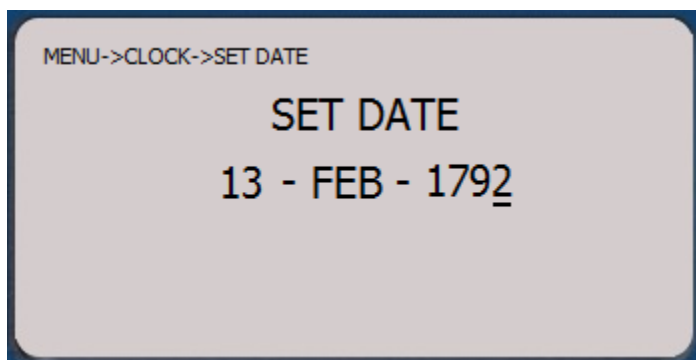 MENU->CLOCK->SET DATE
SET DATE
13 - FEB - 1792